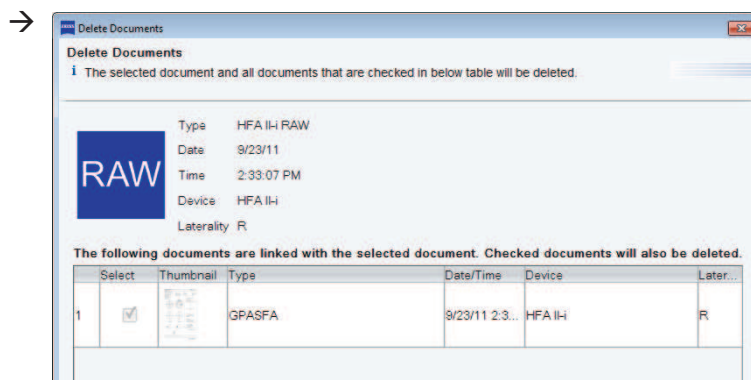 →
Delete Documents
Delete Documents
i The selected document and all documents that are checked in below table will be deleted.
RAW
Type HFA II-i RAW
Date 9/23/11
Time 2:33:07 PM
Device HFA II-i
Laterality R
The following documents are linked with the selected document. Checked documents will also be deleted.
Select Thumbnail Type Date/Time Device Later...
1 GPASFA 9/23/11 2:3... HFA II-i R